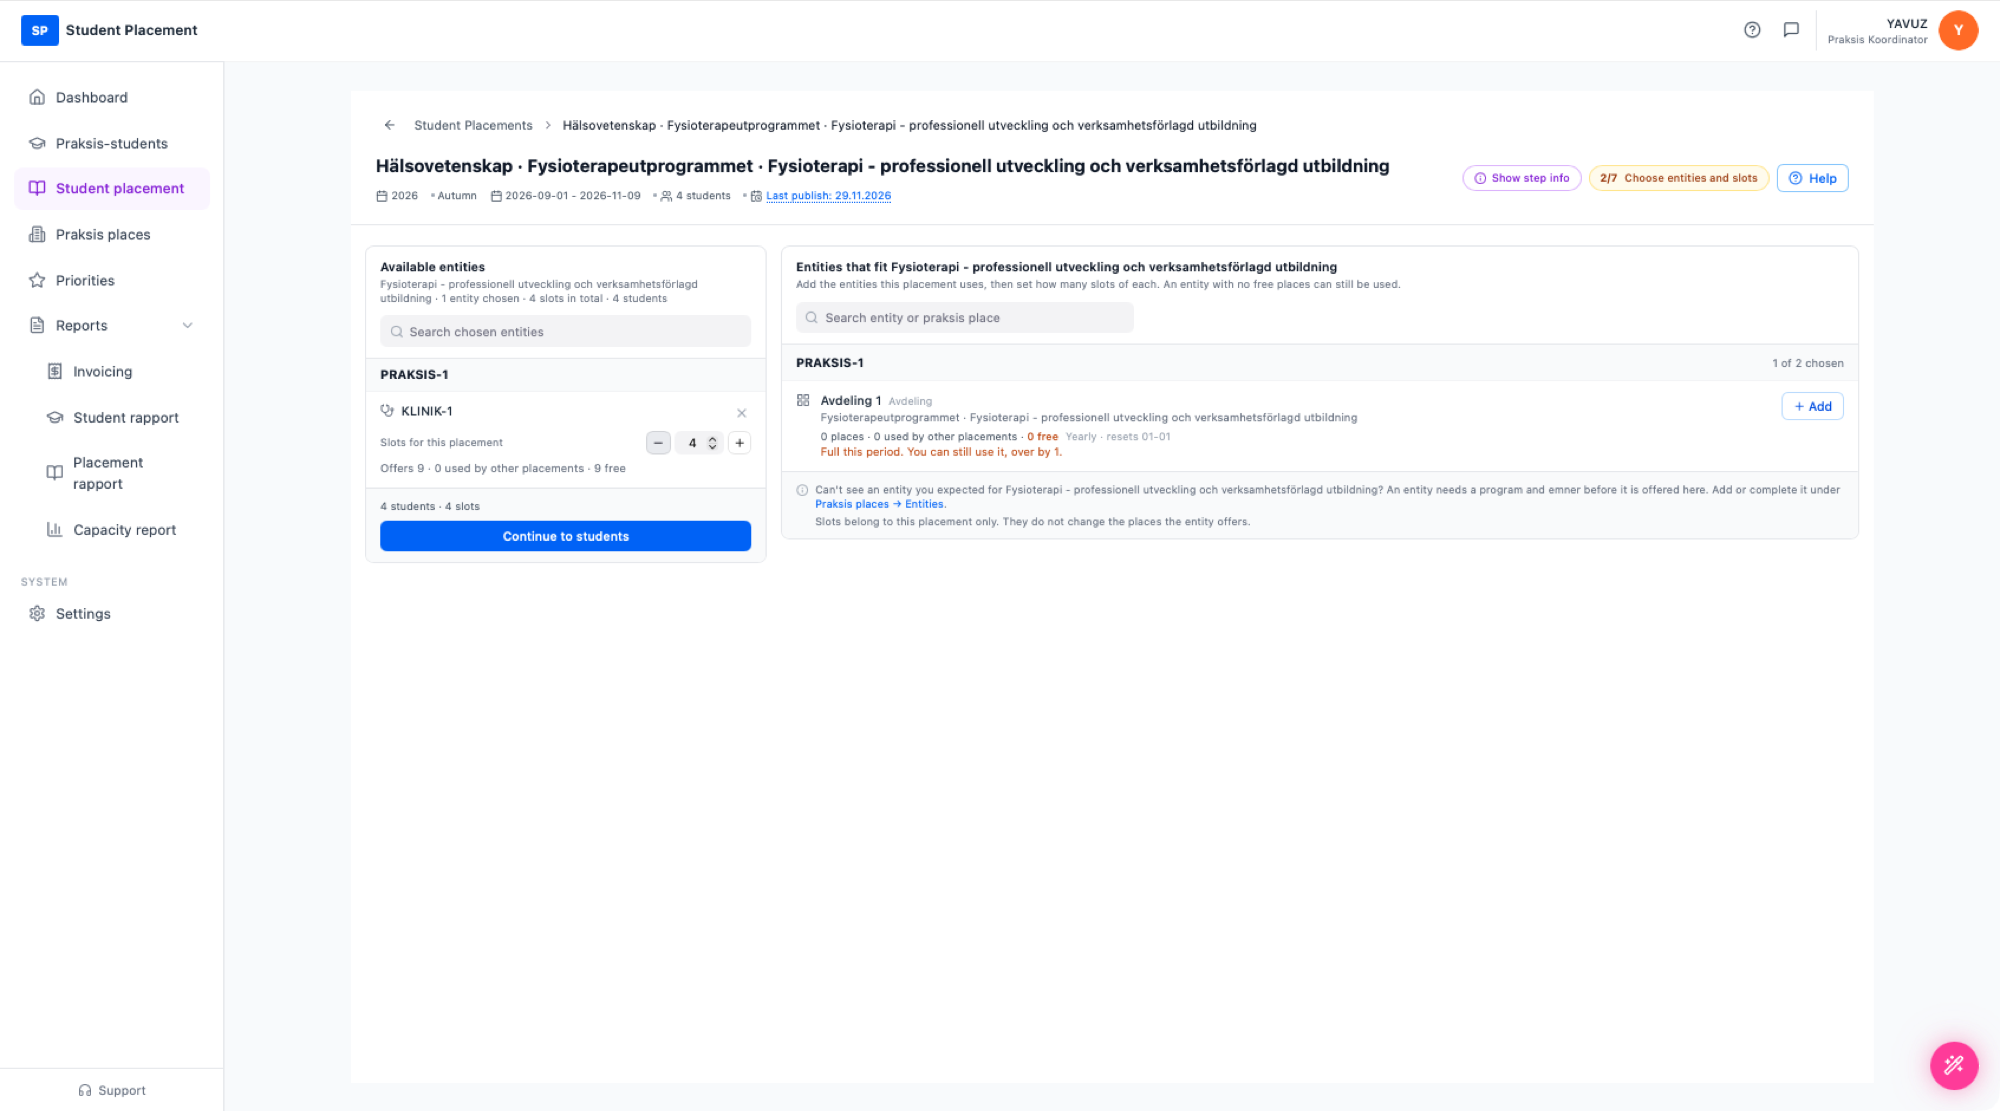 SP Student Placement
YAVUZ
Praksis Koordinator
Y
Dashboard
Praksis-students
Student placement
Praksis places
Priorities
Reports
Invoicing
Student rapport
Placement
rapport
Capacity report
SYSTEM
Settings
Support
Student Placements > Hälsovetenskap · Fysioterapeutprogrammet · Fysioterapi - professionell utveckling och verksamhetsförlagd utbildning
Hälsovetenskap · Fysioterapeutprogrammet · Fysioterapi - professionell utveckling och verksamhetsförlagd utbildning
2026 • Autumn 2026-09-01 - 2026-11-09 • 4 students • Last publish: 29.11.2026
Show step info
2/7 Choose entities and slots
Help
Available entities
Fysioterapi - professionell utveckling och verksamhetsförlagd
utbildning · 1 entity chosen · 4 slots in total · 4 students
Search chosen entities
PRAKSIS-1
KLINIK-1
Slots for this placement
− 4 +
Offers 9 · 0 used by other placements · 9 free
4 students · 4 slots
Continue to students
Entities that fit Fysioterapi - professionell utveckling och verksamhetsförlagd utbildning
Add the entities this placement uses, then set how many slots of each. An entity with no free places can still be used.
Search entity or praksis place
PRAKSIS-1
1 of 2 chosen
Avdeling 1 Avdeling
Fysioterapeutprogrammet · Fysioterapi - professionell utveckling och verksamhetsförlagd utbildning
0 places · 0 used by other placements · 0 free Yearly · resets 01-01
Full this period. You can still use it, over by 1.
+ Add
Can't see an entity you expected for Fysioterapi - professionell utveckling och verksamhetsförlagd utbildning? An entity needs a program and emner before it is offered here. Add or complete it under
Praksis places → Entities.
Slots belong to this placement only. They do not change the places the entity offers.